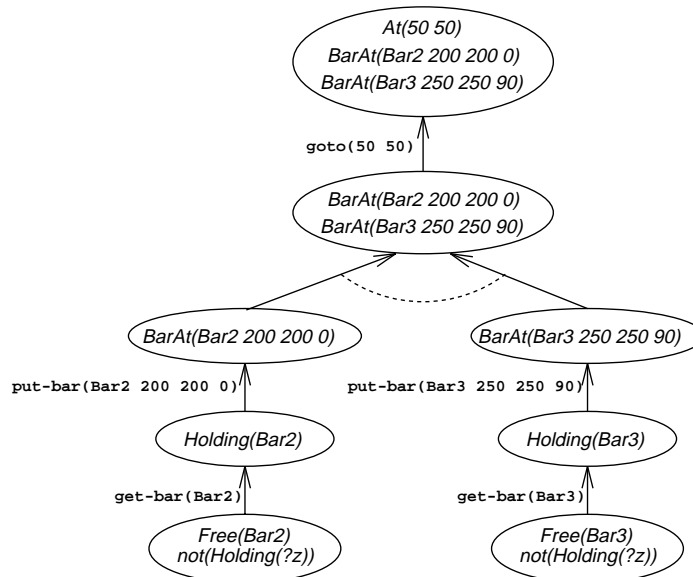 At(50 50)
BarAt(Bar2 200 200 0)
BarAt(Bar3 250 250 90)
goto(50 50)
BarAt(Bar2 200 200 0)
BarAt(Bar3 250 250 90)
BarAt(Bar2 200 200 0)
BarAt(Bar3 250 250 90)
put-bar(Bar2 200 200 0)
put-bar(Bar3 250 250 90)
Holding(Bar2)
Holding(Bar3)
get-bar(Bar2)
get-bar(Bar3)
Free(Bar2)
not(Holding(?z))
Free(Bar3)
not(Holding(?z))